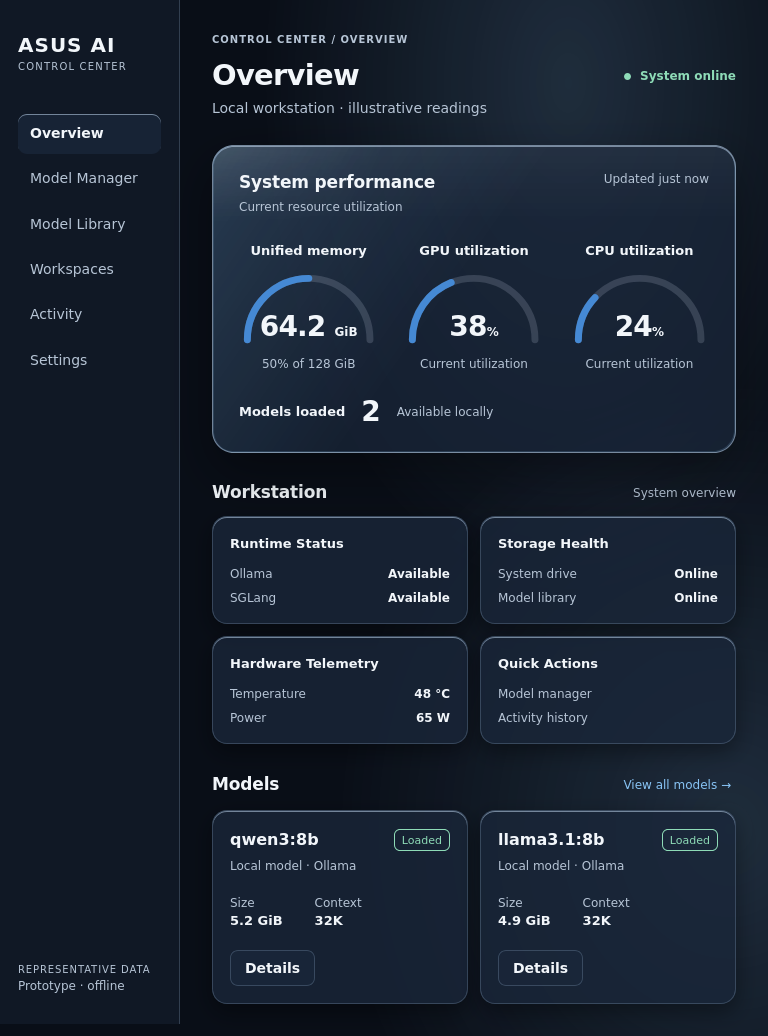 ASUS AI
CONTROL CENTER
Overview
Model Manager
Model Library
Workspaces
Activity
Settings
REPRESENTATIVE DATA
Prototype · offline
CONTROL CENTER / OVERVIEW
Overview
● System online
Local workstation · illustrative readings
System performance
Updated just now
Current resource utilization
Unified memory
64.2 GiB
50% of 128 GiB
GPU utilization
38%
Current utilization
CPU utilization
24%
Current utilization
Models loaded 2 Available locally
Workstation
System overview
Runtime Status
Ollama Available
SGLang Available
Storage Health
System drive Online
Model library Online
Hardware Telemetry
Temperature 48 °C
Power 65 W
Quick Actions
Model manager
Activity history
Models
View all models →
qwen3:8b
Loaded
Local model · Ollama
Size Context
5.2 GiB 32K
Details
llama3.1:8b
Loaded
Local model · Ollama
Size Context
4.9 GiB 32K
Details